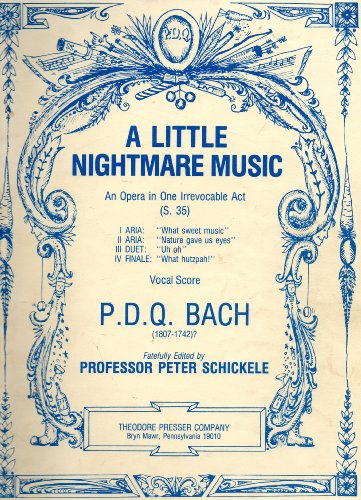 P.D.Q.
A LITTLE
NIGHTMARE MUSIC
An Opera in One Irrevocable Act
(S. 35)
I ARIA: "What sweet music"
II ARIA: "Nature gave us eyes"
III DUET: "Uh oh"
IV FINALE: "What hutzpah!"
Vocal Score
P.D.Q. BACH
(1807-1742)?
Fatefully Edited by
PROFESSOR PETER SCHICKELE
THEODORE PRESSER COMPANY
Bryn Mawr, Pennsylvania 19010